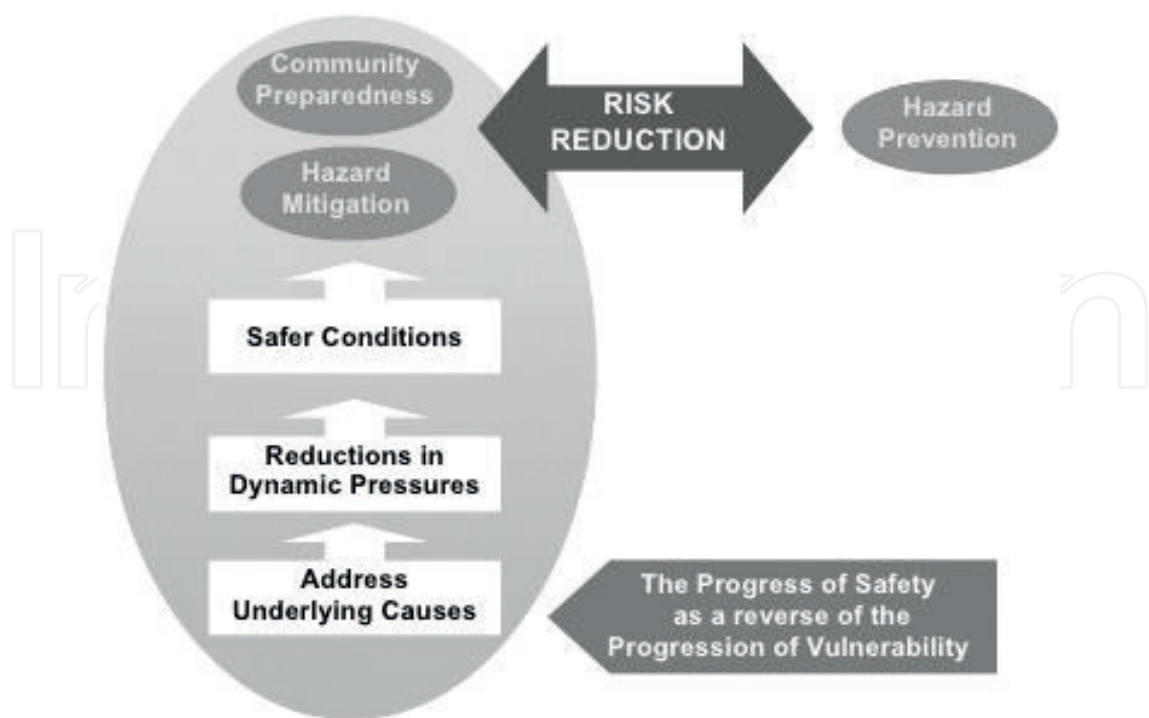 Community
Preparedness
Hazard
Mitigation
RISK
REDUCTION
Hazard
Prevention
Safer Conditions
Reductions in
Dynamic Pressures
Address
Underlying Causes
The Progress of Safety
as a reverse of the
Progression of Vulnerability